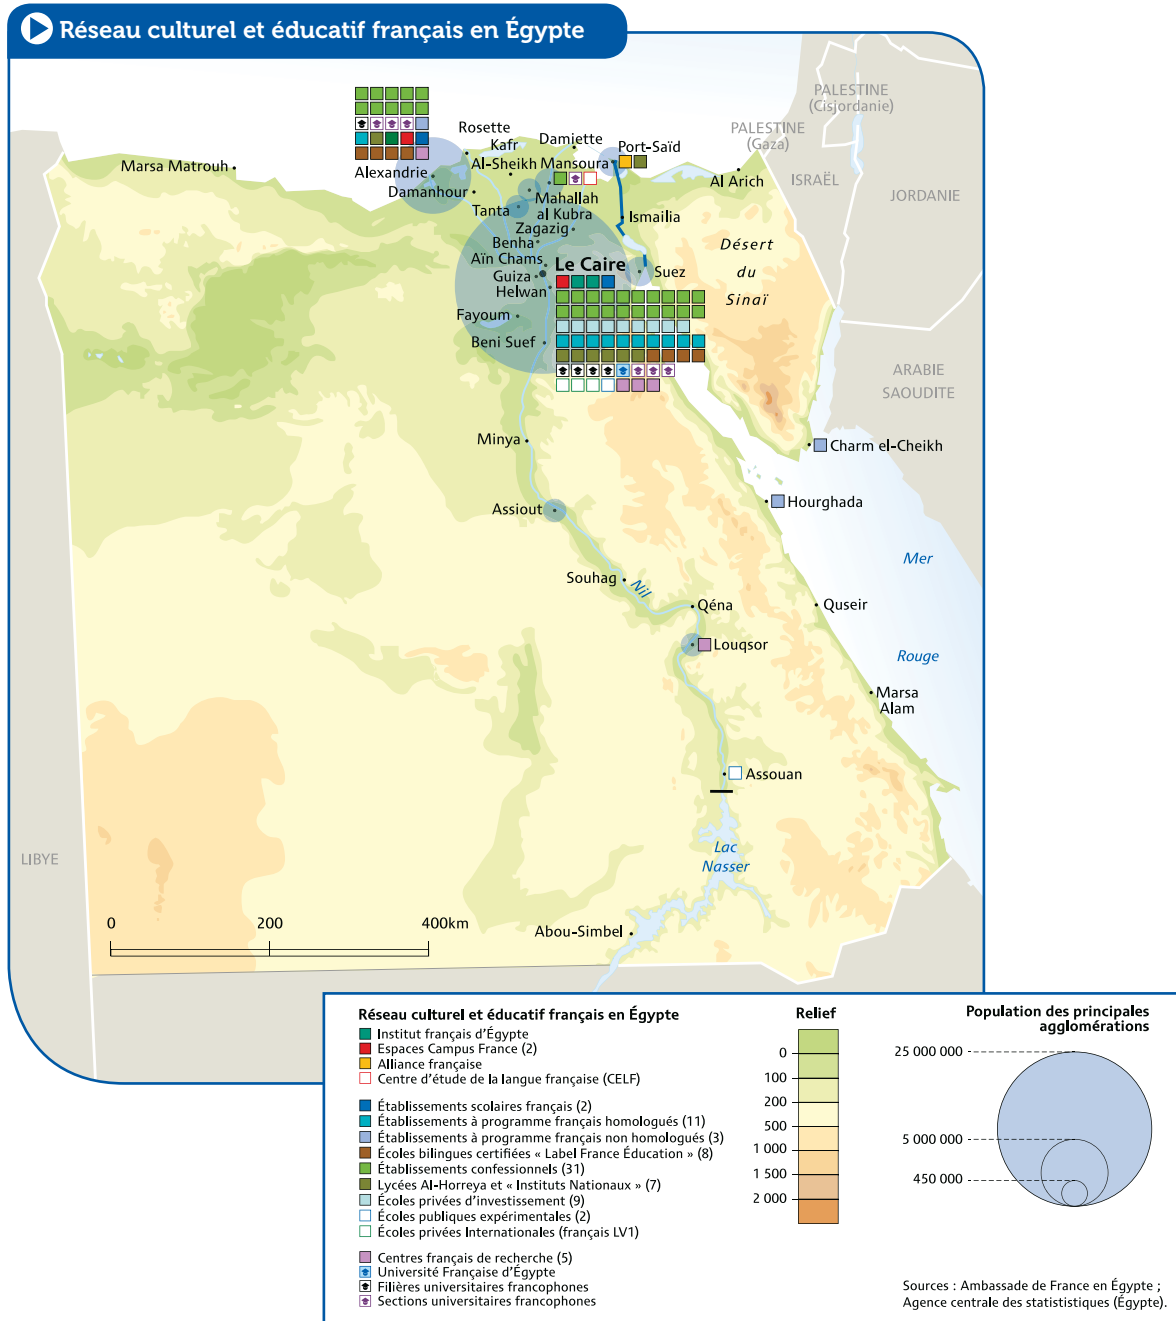 Réseau culturel et éducatif français en Égypte
PALESTINE
(Cisjordanie)
PALESTINE
(Gaza)
ISRAËL
JORDANIE
ARABIE
SAOUDITE
LIBYE
Marsa Matrouh
Alexandrie
Rosette
Kafr
Al-Sheikh
Damiette
Mansoura
Port-Saïd
Al Arich
Damanhour
Tanta
Mahallah
al Kubra
Ismailia
Zagazig
Benha
Aïn Chams
Le Caire
Guiza
Helwan
Suez
Désert
du
Sinaï
Fayoum
Beni Suef
Minya
Charm el-Cheikh
Hourghada
Assiout
Mer
Rouge
Souhag
Nil
Qéna
Quseir
Louqsor
Marsa
Alam
Assouan
Lac
Nasser
Abou-Simbel
0 200 400km
Réseau culturel et éducatif français en Égypte
Institut français d'Égypte
Espaces Campus France (2)
Alliance française
Centre d'étude de la langue française (CELF)
Établissements scolaires français (2)
Établissements à programme français homologués (11)
Établissements à programme français non homologués (3)
Écoles bilingues certifiées « Label France Éducation » (8)
Établissements confessionnels (31)
Lycées Al-Horreya et « Instituts Nationaux » (7)
Écoles privées d'investissement (9)
Écoles publiques expérimentales (2)
Écoles privées Internationales (français LV1)
Centres français de recherche (5)
Université Française d'Égypte
Filières universitaires francophones
Sections universitaires francophones
Relief
0
100
200
500
1 000
1 500
2 000
Population des principales
agglomérations
25 000 000
5 000 000
450 000
Sources : Ambassade de France en Égypte ;
Agence centrale des statististiques (Égypte).